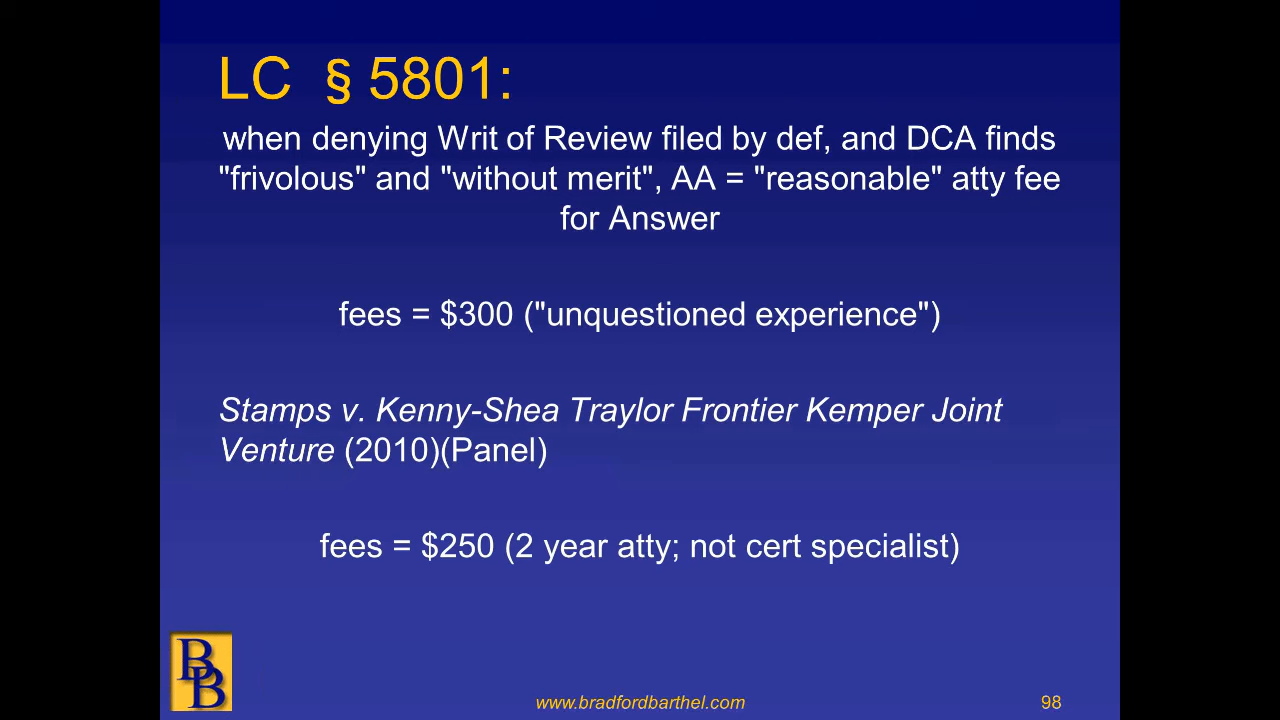 LC § 5801:
when denying Writ of Review filed by def, and DCA finds
"frivolous" and "without merit", AA = "reasonable" atty fee
for Answer
fees = $300 ("unquestioned experience")
Stamps v. Kenny-Shea Traylor Frontier Kemper Joint
Venture (2010)(Panel)
fees = $250 (2 year atty; not cert specialist)
BB
www.bradfordbarthel.com
98